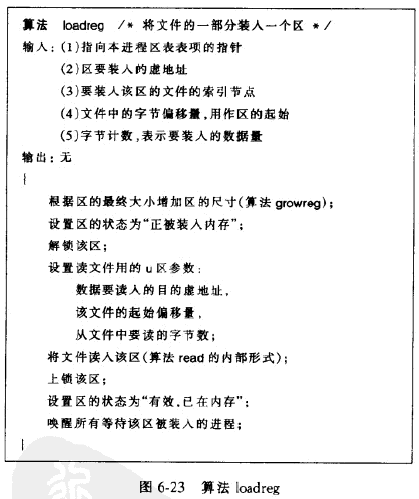 算法 loadreg /* 将文件的一部分装入一个区 */
输入：(1)指向本进程区表表项的指针
(2)区要装入的虚地址
(3)要装入该区的文件的索引节点
(4)文件中的字节偏移量,用作区的起始
(5)字节计数,表示要装入的数据量
输出：无
{
根据区的最终大小增加区的尺寸(算法 growreg)；
设置区的状态为“正被装入内存”；
解锁该区；
设置读文件用的 u 区参数：
数据要读入的目的虚地址,
该文件的起始偏移量,
从文件中要读的字节数；
将文件读入该区(算法 read 的内部形式)；
上锁该区；
设置区的状态为“有效,已在内存”；
唤醒所有等待该区被装入的进程；
}
图 6-23 算法 loadreg